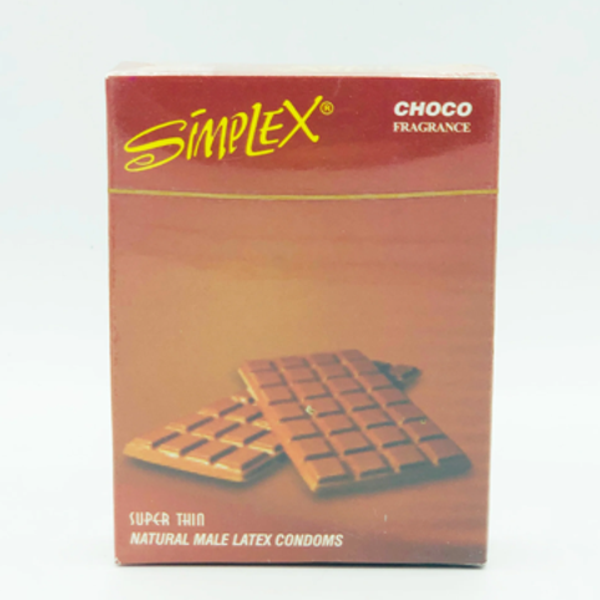 SimpLEX®
CHOCO
FRAGRANCE
SUPER THIN
NATURAL MALE LATEX CONDOMS